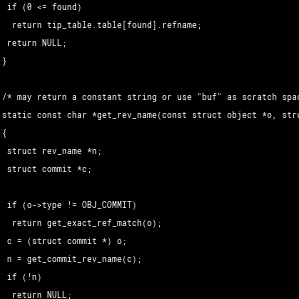 if (0 <= found)
return tip_table.table[found].refname;
return NULL;
}
/* may return a constant string or use "buf" as scratch
static const char *get_rev_name(const struct object *o,
{
struct rev_name *n;
struct commit *c;
if (o->type != OBJ_COMMIT)
return get_exact_ref_match(o);
c = (struct commit *) o;
n = get_commit_rev_name(c);
if (!n)
return NULL;